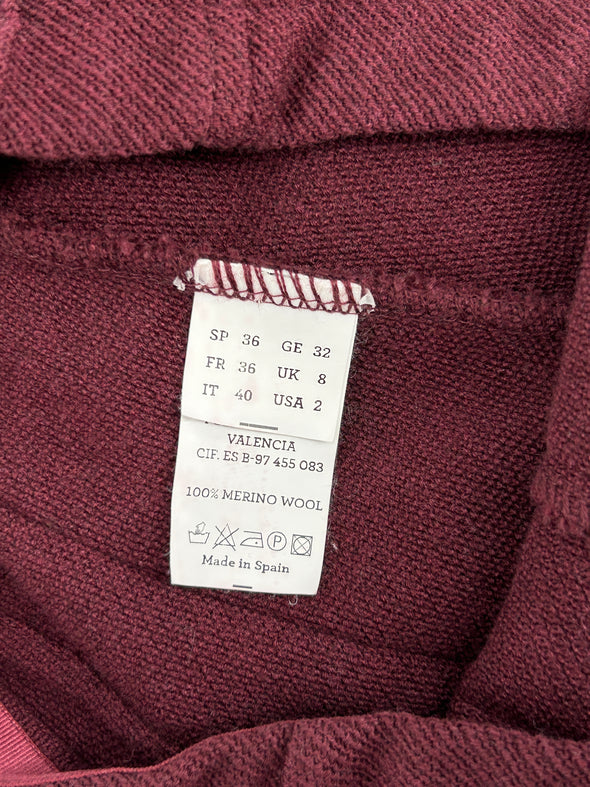 SP 36 GE 32
FR 36 UK 8
IT 40 USA 2
VALENCIA
CIF. ES B-97 455 083
100% MERINO WOOL
P
Made in Spain